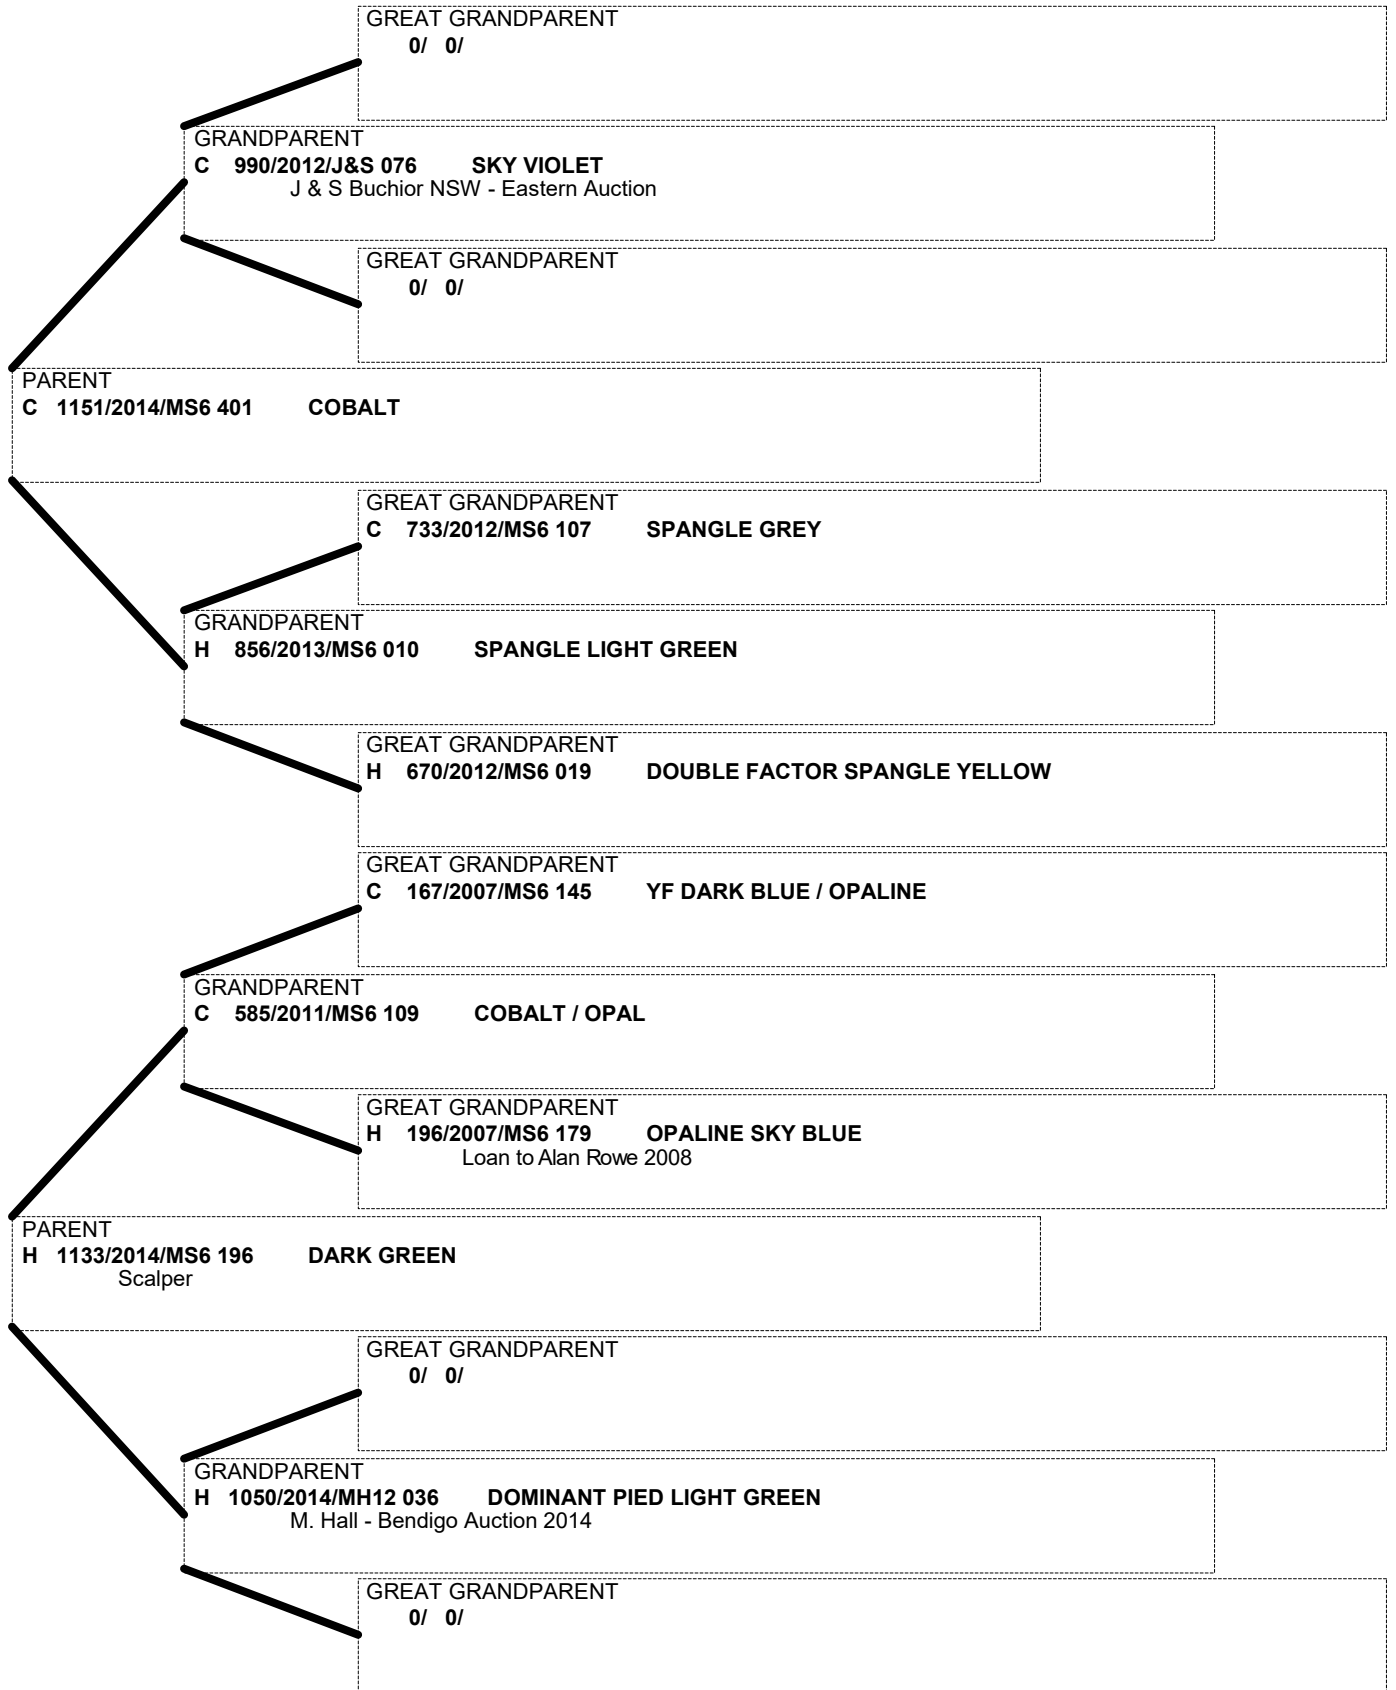 GREAT GRANDPARENT
0/ 0/
GRANDPARENT
C 990/2012/J&S 076 SKY VIOLET
J & S Buchior NSW - Eastern Auction
GREAT GRANDPARENT
0/ 0/
PARENT
C 1151/2014/MS6 401 COBALT
GREAT GRANDPARENT
C 733/2012/MS6 107 SPANGLE GREY
GRANDPARENT
H 856/2013/MS6 010 SPANGLE LIGHT GREEN
GREAT GRANDPARENT
H 670/2012/MS6 019 DOUBLE FACTOR SPANGLE YELLOW
GREAT GRANDPARENT
C 167/2007/MS6 145 YF DARK BLUE / OPALINE
GRANDPARENT
C 585/2011/MS6 109 COBALT / OPAL
GREAT GRANDPARENT
H 196/2007/MS6 179 OPALINE SKY BLUE
Loan to Alan Rowe 2008
PARENT
H 1133/2014/MS6 196 DARK GREEN
Scalper
GREAT GRANDPARENT
0/ 0/
GRANDPARENT
H 1050/2014/MH12 036 DOMINANT PIED LIGHT GREEN
M. Hall - Bendigo Auction 2014
GREAT GRANDPARENT
0/ 0/